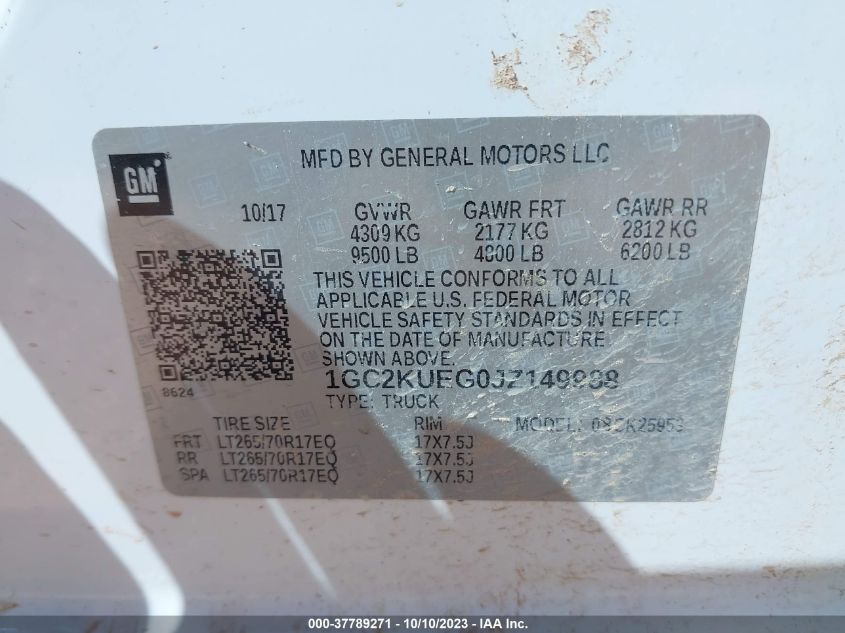 GM
MFD BY GENERAL MOTORS LLC
10/17 GVWR GAWR FRT GAWR RR
4309 KG 2177 KG 2812 KG
9500 LB 4800 LB 6200 LB
THIS VEHICLE CONFORMS TO ALL
APPLICABLE U.S. FEDERAL MOTOR
VEHICLE SAFETY STANDARDS IN EFFECT
ON THE DATE OF MANUFACTURE
SHOWN ABOVE.
8624
1GC2KUEG0JZ149988
TYPE: TRUCK
TIRE SIZE RIM MODEL:
FRT LT265/70R17EQ 17X7.5J
RR LT265/70R17EQ 17X7.5J
SPA LT265/70R17EQ 17X7.5J
000-37789271 - 10/10/2023 - IAA Inc.